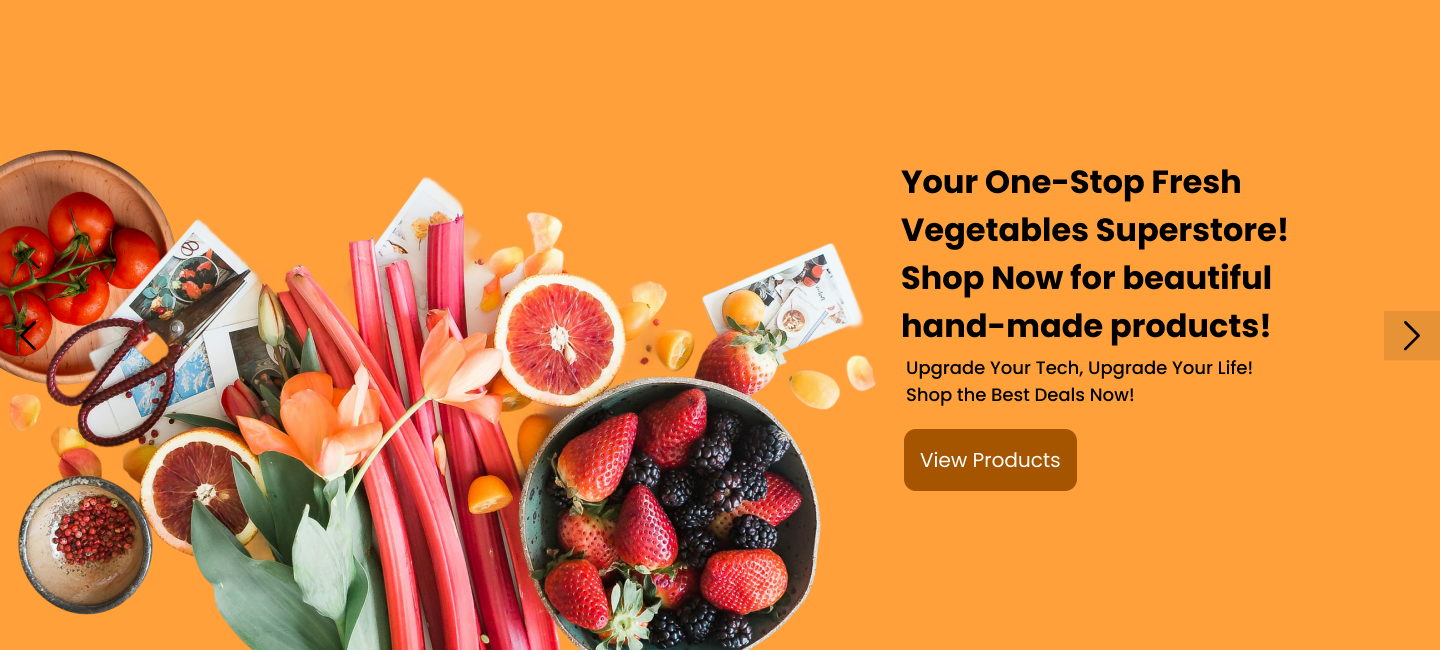 Your One-Stop Fresh
Vegetables Superstore!
Shop Now for beautiful
hand-made products!
Upgrade Your Tech, Upgrade Your Life!
Shop the Best Deals Now!
View Products